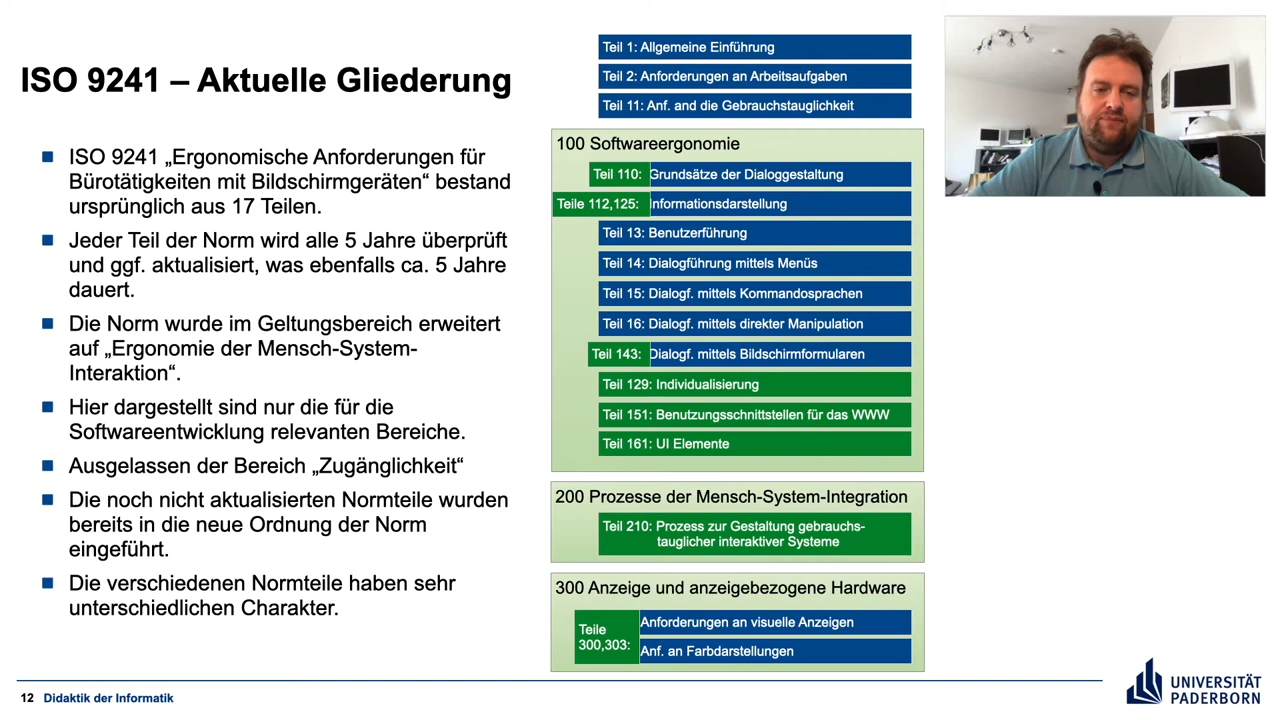 ISO 9241 – Aktuelle Gliederung
ISO 9241 „Ergonomische Anforderungen für
Bürotätigkeiten mit Bildschirmgeräten“ bestand
ursprünglich aus 17 Teilen.
Jeder Teil der Norm wird alle 5 Jahre überprüft
und ggf. aktualisiert, was ebenfalls ca. 5 Jahre
dauert.
Die Norm wurde im Geltungsbereich erweitert
auf „Ergonomie der Mensch-System-
Interaktion“.
Hier dargestellt sind nur die für die
Softwareentwicklung relevanten Bereiche.
Ausgelassen der Bereich „Zugänglichkeit“
Die noch nicht aktualisierten Normteile wurden
bereits in die neue Ordnung der Norm
eingeführt.
Die verschiedenen Normteile haben sehr
unterschiedlichen Charakter.
Teil 1: Allgemeine Einführung
Teil 2: Anforderungen an Arbeitsaufgaben
Teil 11: Anf. and die Gebrauchstauglichkeit
100 Softwareergonomie
Teil 110: Grundsätze der Dialoggestaltung
Teile 112,125: Informationsdarstellung
Teil 13: Benutzerführung
Teil 14: Dialogführung mittels Menüs
Teil 15: Dialogf. mittels Kommandosprachen
Teil 16: Dialogf. mittels direkter Manipulation
Teil 143: Dialogf. mittels Bildschirmformularen
Teil 129: Individualisierung
Teil 151: Benutzungsschnittstellen für das WWW
Teil 161: UI Elemente
200 Prozesse der Mensch-System-Integration
Teil 210: Prozess zur Gestaltung gebrauchs-
tauglicher interaktiver Systeme
300 Anzeige und anzeigebezogene Hardware
Teile
300,303:
Anforderungen an visuelle Anzeigen
Anf. an Farbdarstellungen
12 Didaktik der Informatik
UNIVERSITÄT
PADERBORN